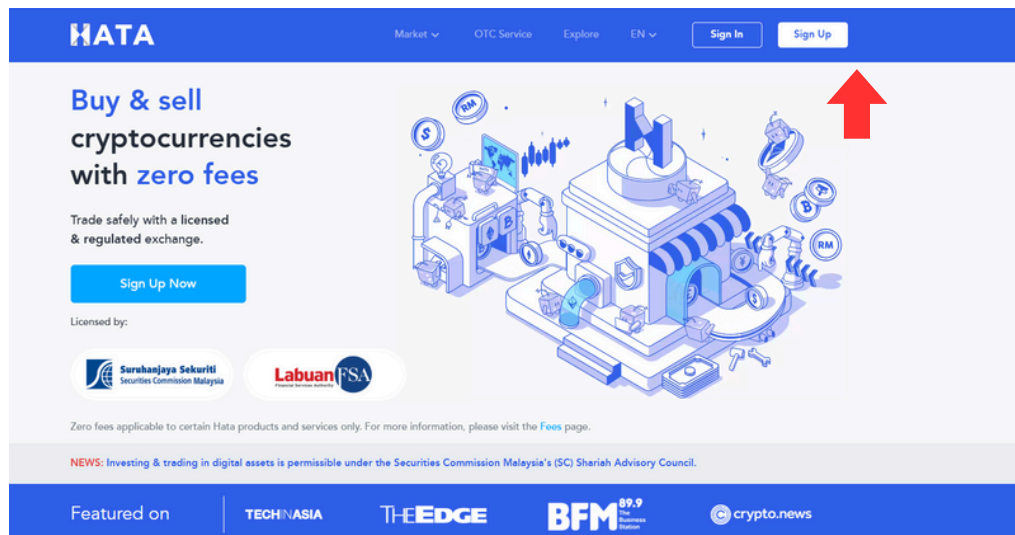 HATA
Market
OTC Service
Explore
EN
Sign In
Sign Up
Buy & sell
cryptocurrencies
with zero fees
Trade safely with a licensed
& regulated exchange.
Sign Up Now
Licensed by:
Suruhanjaya Sekuriti
Securities Commission Malaysia
Labuan FSA
Financial Services Authority
RM
$
B
B
RM
$
Zero fees applicable to certain Hata products and services only. For more information, please visit the Fees page.
NEWS: Investing & trading in digital assets is permissible under the Securities Commission Malaysia's (SC) Shariah Advisory Council.
Featured on
TECHINASIA
THE EDGE
BFM 89.9
The
Business
Station
crypto.news